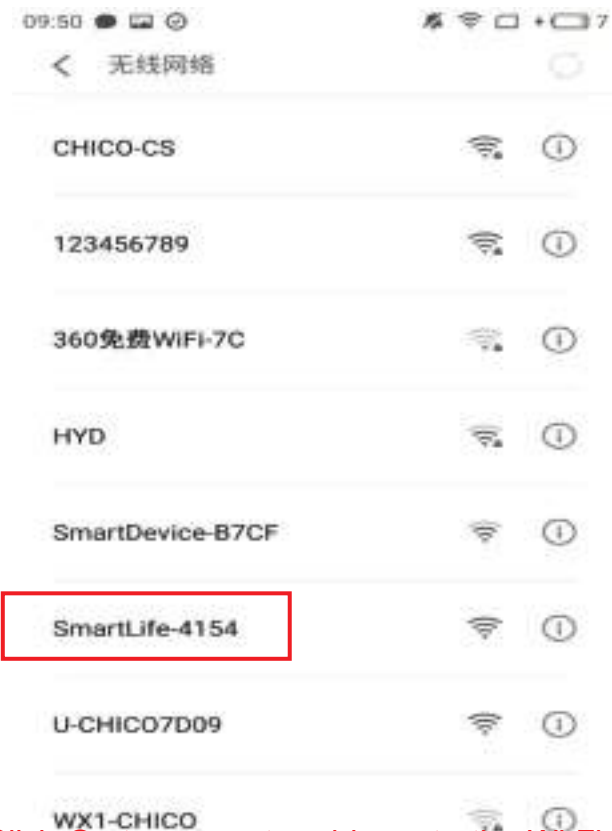 09:50
无线网络
CHICO-CS
123456789
360免费WiFi-7C
HYD
SmartDevice-B7CF
SmartLife-4154
U-CHICO7D09
WX1-CHICO